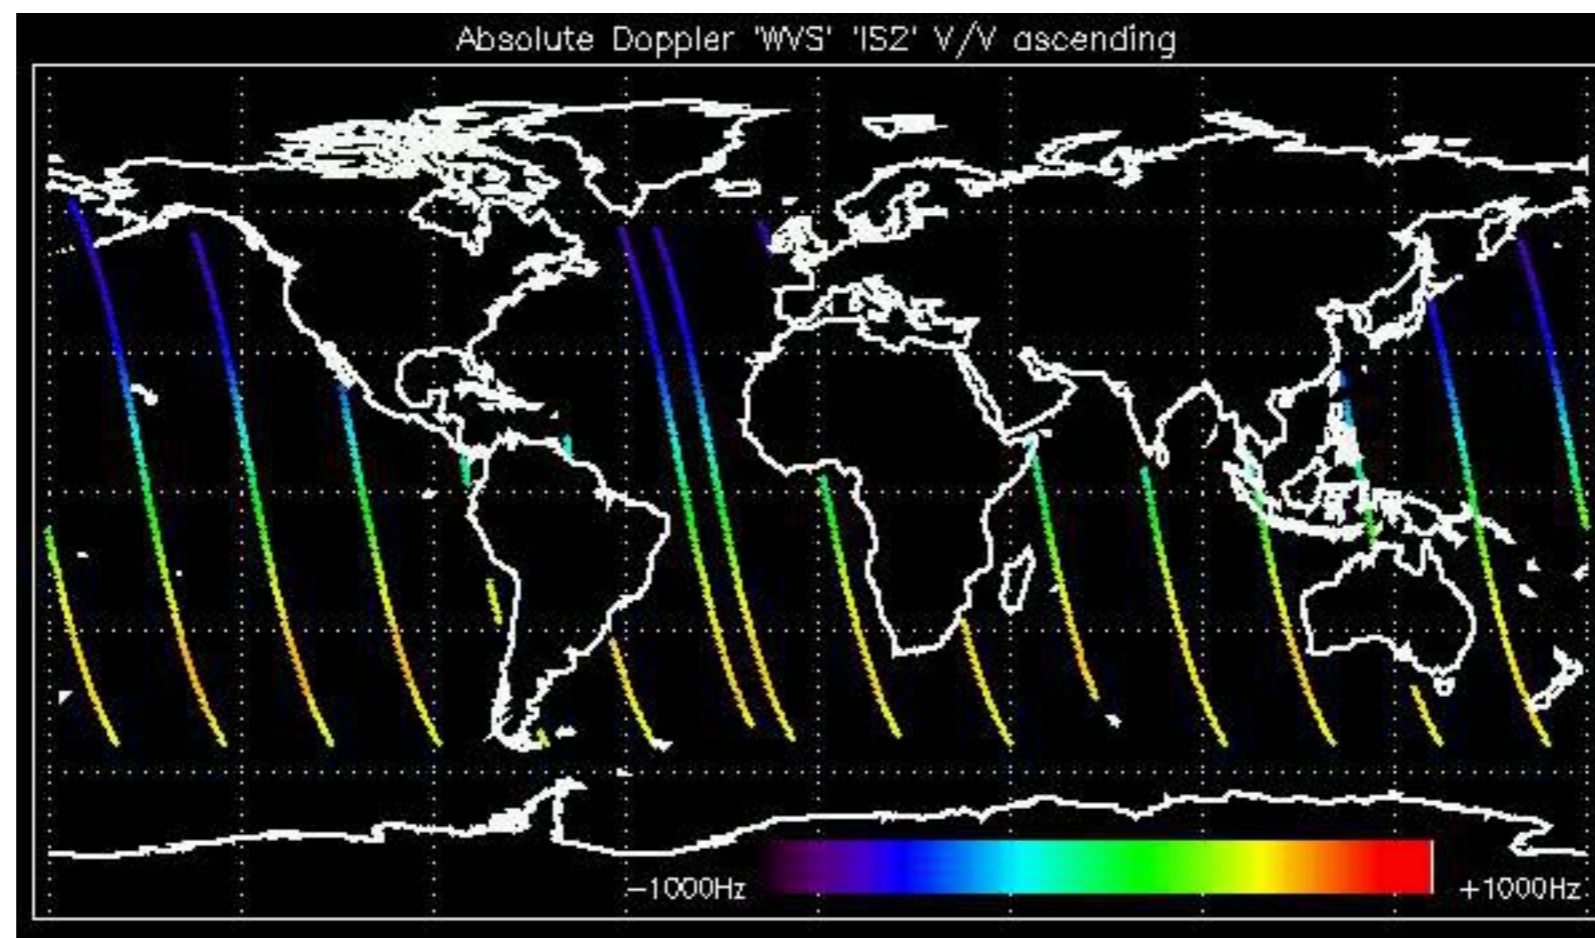 Absolute Doppler 'WVS' 'IS2' V/V ascending
−1000Hz +1000Hz